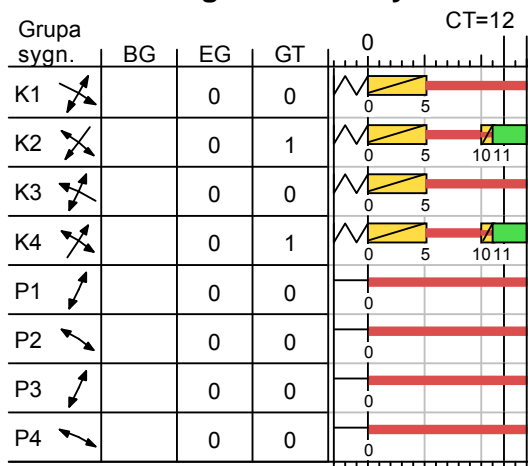 CT=12
Grupa
sygn. BG EG GT 0
K1 0 0 0 5
K2 0 1 0 5 10 11
K3 0 0 0 5
K4 0 1 0 5 10 11
P1 0 0 0
P2 0 0 0
P3 0 0 0
P4 0 0 0